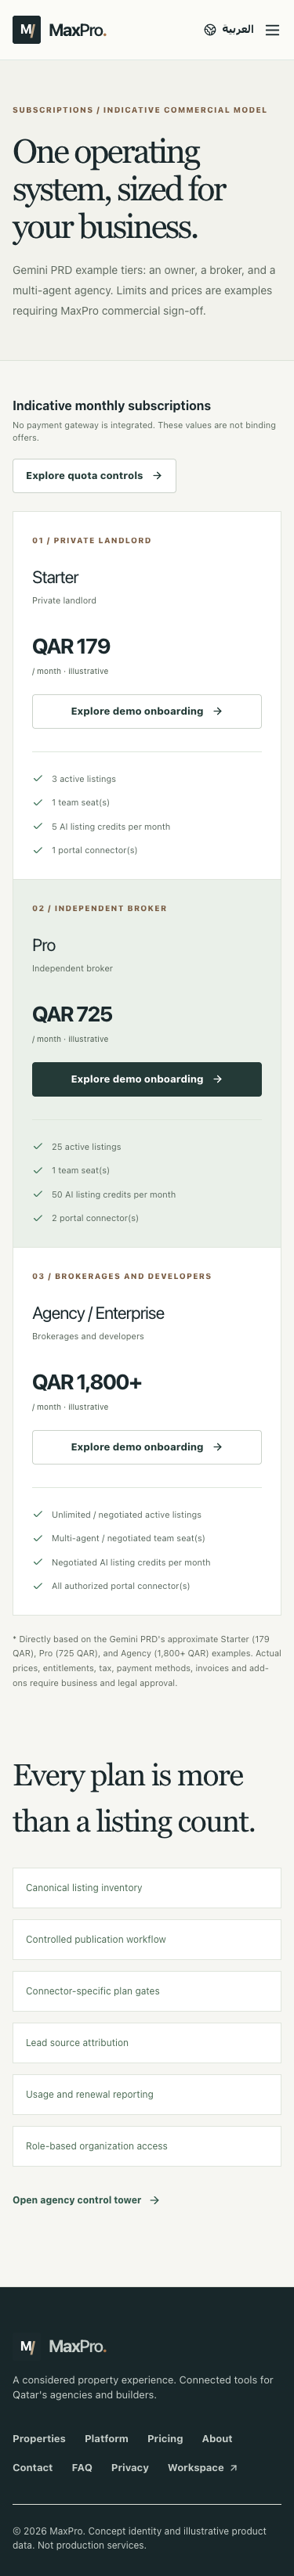 M/ MaxPro.
العربية
SUBSCRIPTIONS / INDICATIVE COMMERCIAL MODEL
One operating
system, sized for
your business.
Gemini PRD example tiers: an owner, a broker, and a
multi-agent agency. Limits and prices are examples
requiring MaxPro commercial sign-off.
Indicative monthly subscriptions
No payment gateway is integrated. These values are not binding
offers.
Explore quota controls →
01 / PRIVATE LANDLORD
Starter
Private landlord
QAR 179
/ month · illustrative
Explore demo onboarding →
3 active listings
1 team seat(s)
5 AI listing credits per month
1 portal connector(s)
02 / INDEPENDENT BROKER
Pro
Independent broker
QAR 725
/ month · illustrative
Explore demo onboarding →
25 active listings
1 team seat(s)
50 AI listing credits per month
2 portal connector(s)
03 / BROKERAGES AND DEVELOPERS
Agency / Enterprise
Brokerages and developers
QAR 1,800+
/ month · illustrative
Explore demo onboarding →
Unlimited / negotiated active listings
Multi-agent / negotiated team seat(s)
Negotiated AI listing credits per month
All authorized portal connector(s)
* Directly based on the Gemini PRD's approximate Starter (179
QAR), Pro (725 QAR), and Agency (1,800+ QAR) examples. Actual
prices, entitlements, tax, payment methods, invoices and add-
ons require business and legal approval.
Every plan is more
than a listing count.
Canonical listing inventory
Controlled publication workflow
Connector-specific plan gates
Lead source attribution
Usage and renewal reporting
Role-based organization access
Open agency control tower →
M/ MaxPro.
A considered property experience. Connected tools for
Qatar's agencies and builders.
Properties Platform Pricing About
Contact FAQ Privacy Workspace ↗
© 2026 MaxPro. Concept identity and illustrative product
data. Not production services.